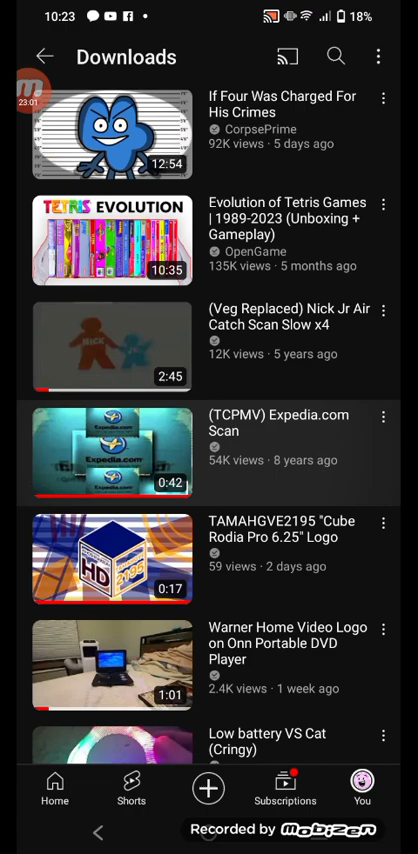 10:23
18%
Downloads
23:01
If Four Was Charged For
His Crimes
CorpsePrime
92K views · 5 days ago
12:54
TETRIS EVOLUTION
Evolution of Tetris Games
| 1989-2023 (Unboxing +
Gameplay)
OpenGame
135K views · 5 months ago
10:35
(Veg Replaced) Nick Jr Air
Catch Scan Slow x4
12K views · 5 years ago
NICK
JR
2:45
(TCPMV) Expedia.com
Scan
54K views · 8 years ago
Expedia.com
0:42
TAMAHGVE2195 "Cube
Rodia Pro 6.25" Logo
59 views · 2 days ago
HD
2195
0:17
Warner Home Video Logo
on Onn Portable DVD
Player
2.4K views · 1 week ago
1:01
Low battery VS Cat
(Cringy)
Home
Shorts
Subscriptions
You
Recorded by mobizen